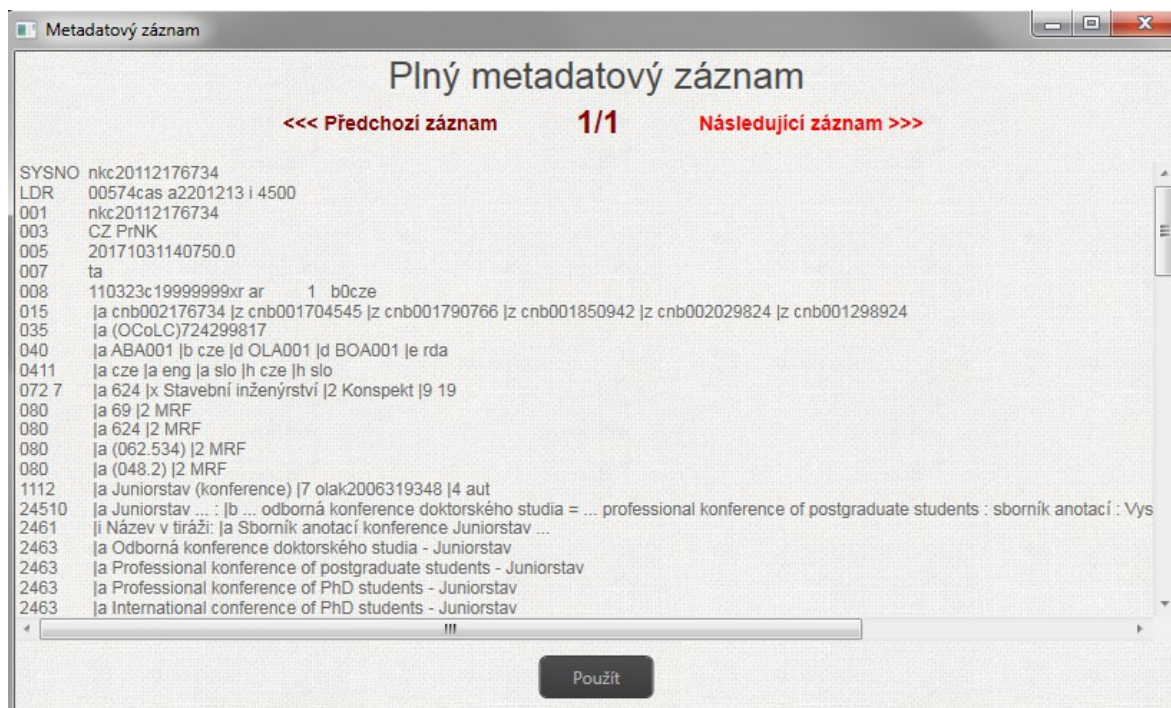 Metadatový záznam
Plný metadatový záznam
<<< Předchozí záznam 1/1 Následující záznam >>>
SYSNO nkc20112176734
LDR 00574cas a2201213 i 4500
001 nkc20112176734
003 CZ PrNK
005 20171031140750.0
007 ta
008 110323c19999999xr ar 1 b0cze
015 |a cnb002176734 |z cnb001704545 |z cnb001790766 |z cnb001850942 |z cnb002029824 |z cnb001298924
035 |a (OCoLC)724299817
040 |a ABA001 |b cze |d OLA001 |d BOA001 |e rda
0411 |a cze |a eng |a slo |h cze |h slo
072 7 |a 624 |x Stavební inženýrství |2 Konspekt |9 19
080 |a 69 |2 MRF
080 |a 624 |2 MRF
080 |a (062.534) |2 MRF
080 |a (048.2) |2 MRF
1112 |a Juniorstav (konference) |7 olak2006319348 |4 aut
24510 |a Juniorstav ... : |b ... odborná konference doktorského studia = ... professional konference of postgraduate students : sborník anotací : Vys
2461 |i Název v tiráži: |a Sborník anotací konference Juniorstav ...
2463 |a Odborná konference doktorského studia - Juniorstav
2463 |a Professional konference of postgraduate students - Juniorstav
2463 |a Professional konference of PhD students - Juniorstav
2463 |a International conference of PhD students - Juniorstav
Použít